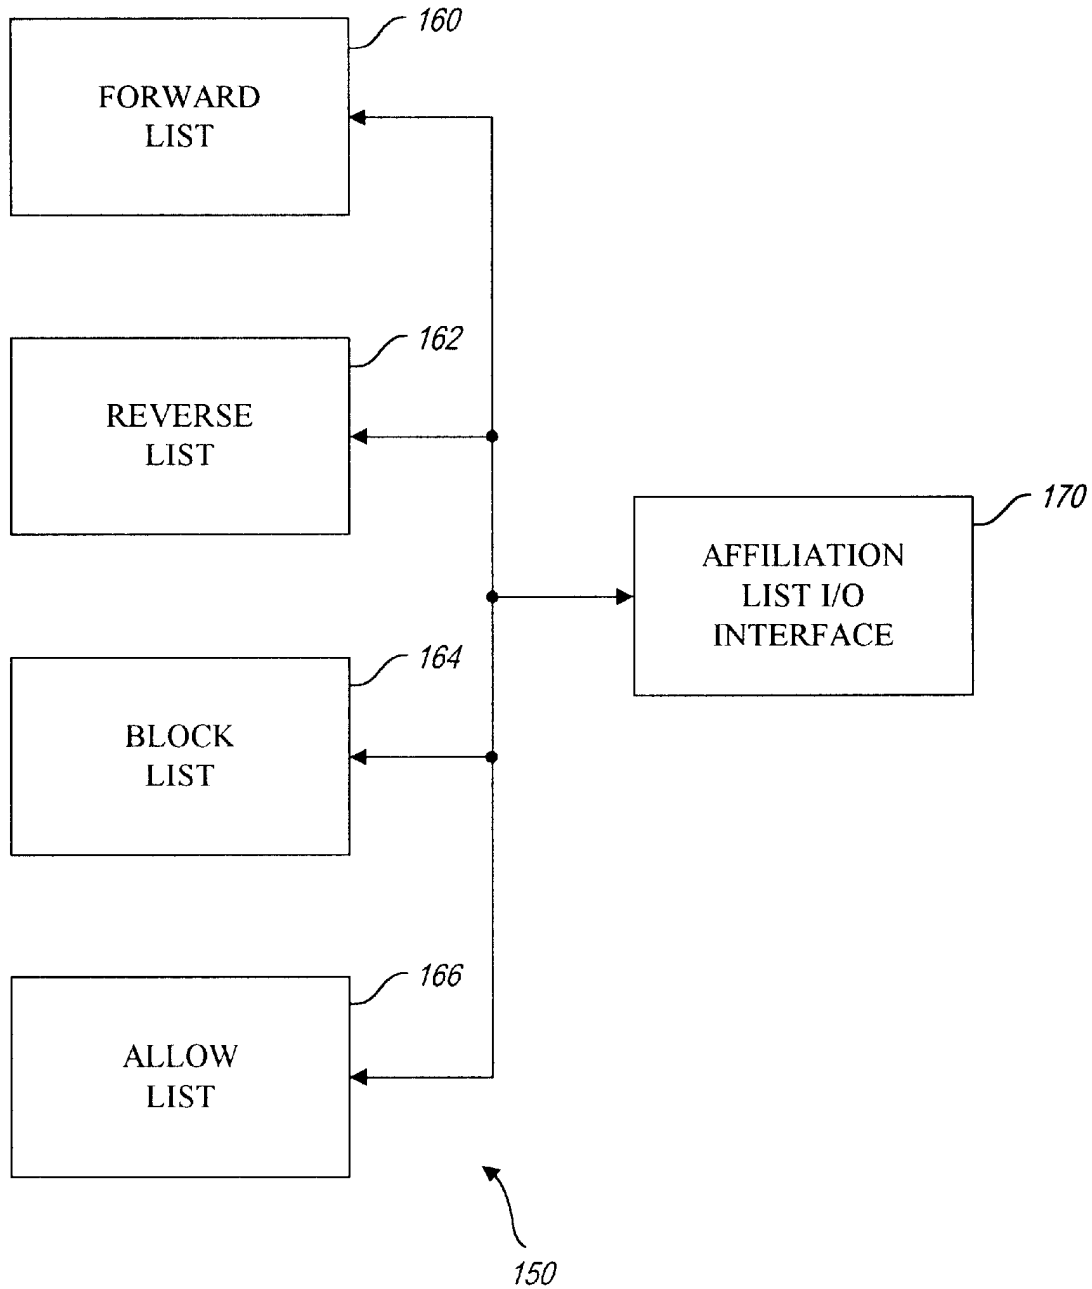 160
FORWARD
LIST
162
REVERSE
LIST
170
AFFILIATION
LIST I/O
INTERFACE
164
BLOCK
LIST
166
ALLOW
LIST
150